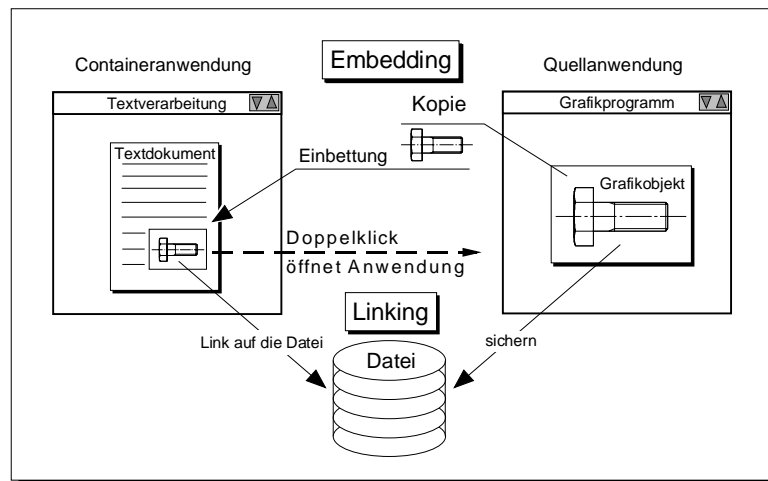 Embedding
Containeranwendung
Quellanwendung
Textverarbeitung
Grafikprogramm
Kopie
Textdokument
Einbettung
Grafikobjekt
Doppelklick
öffnet Anwendung
Linking
Link auf die Datei
sichern
Datei